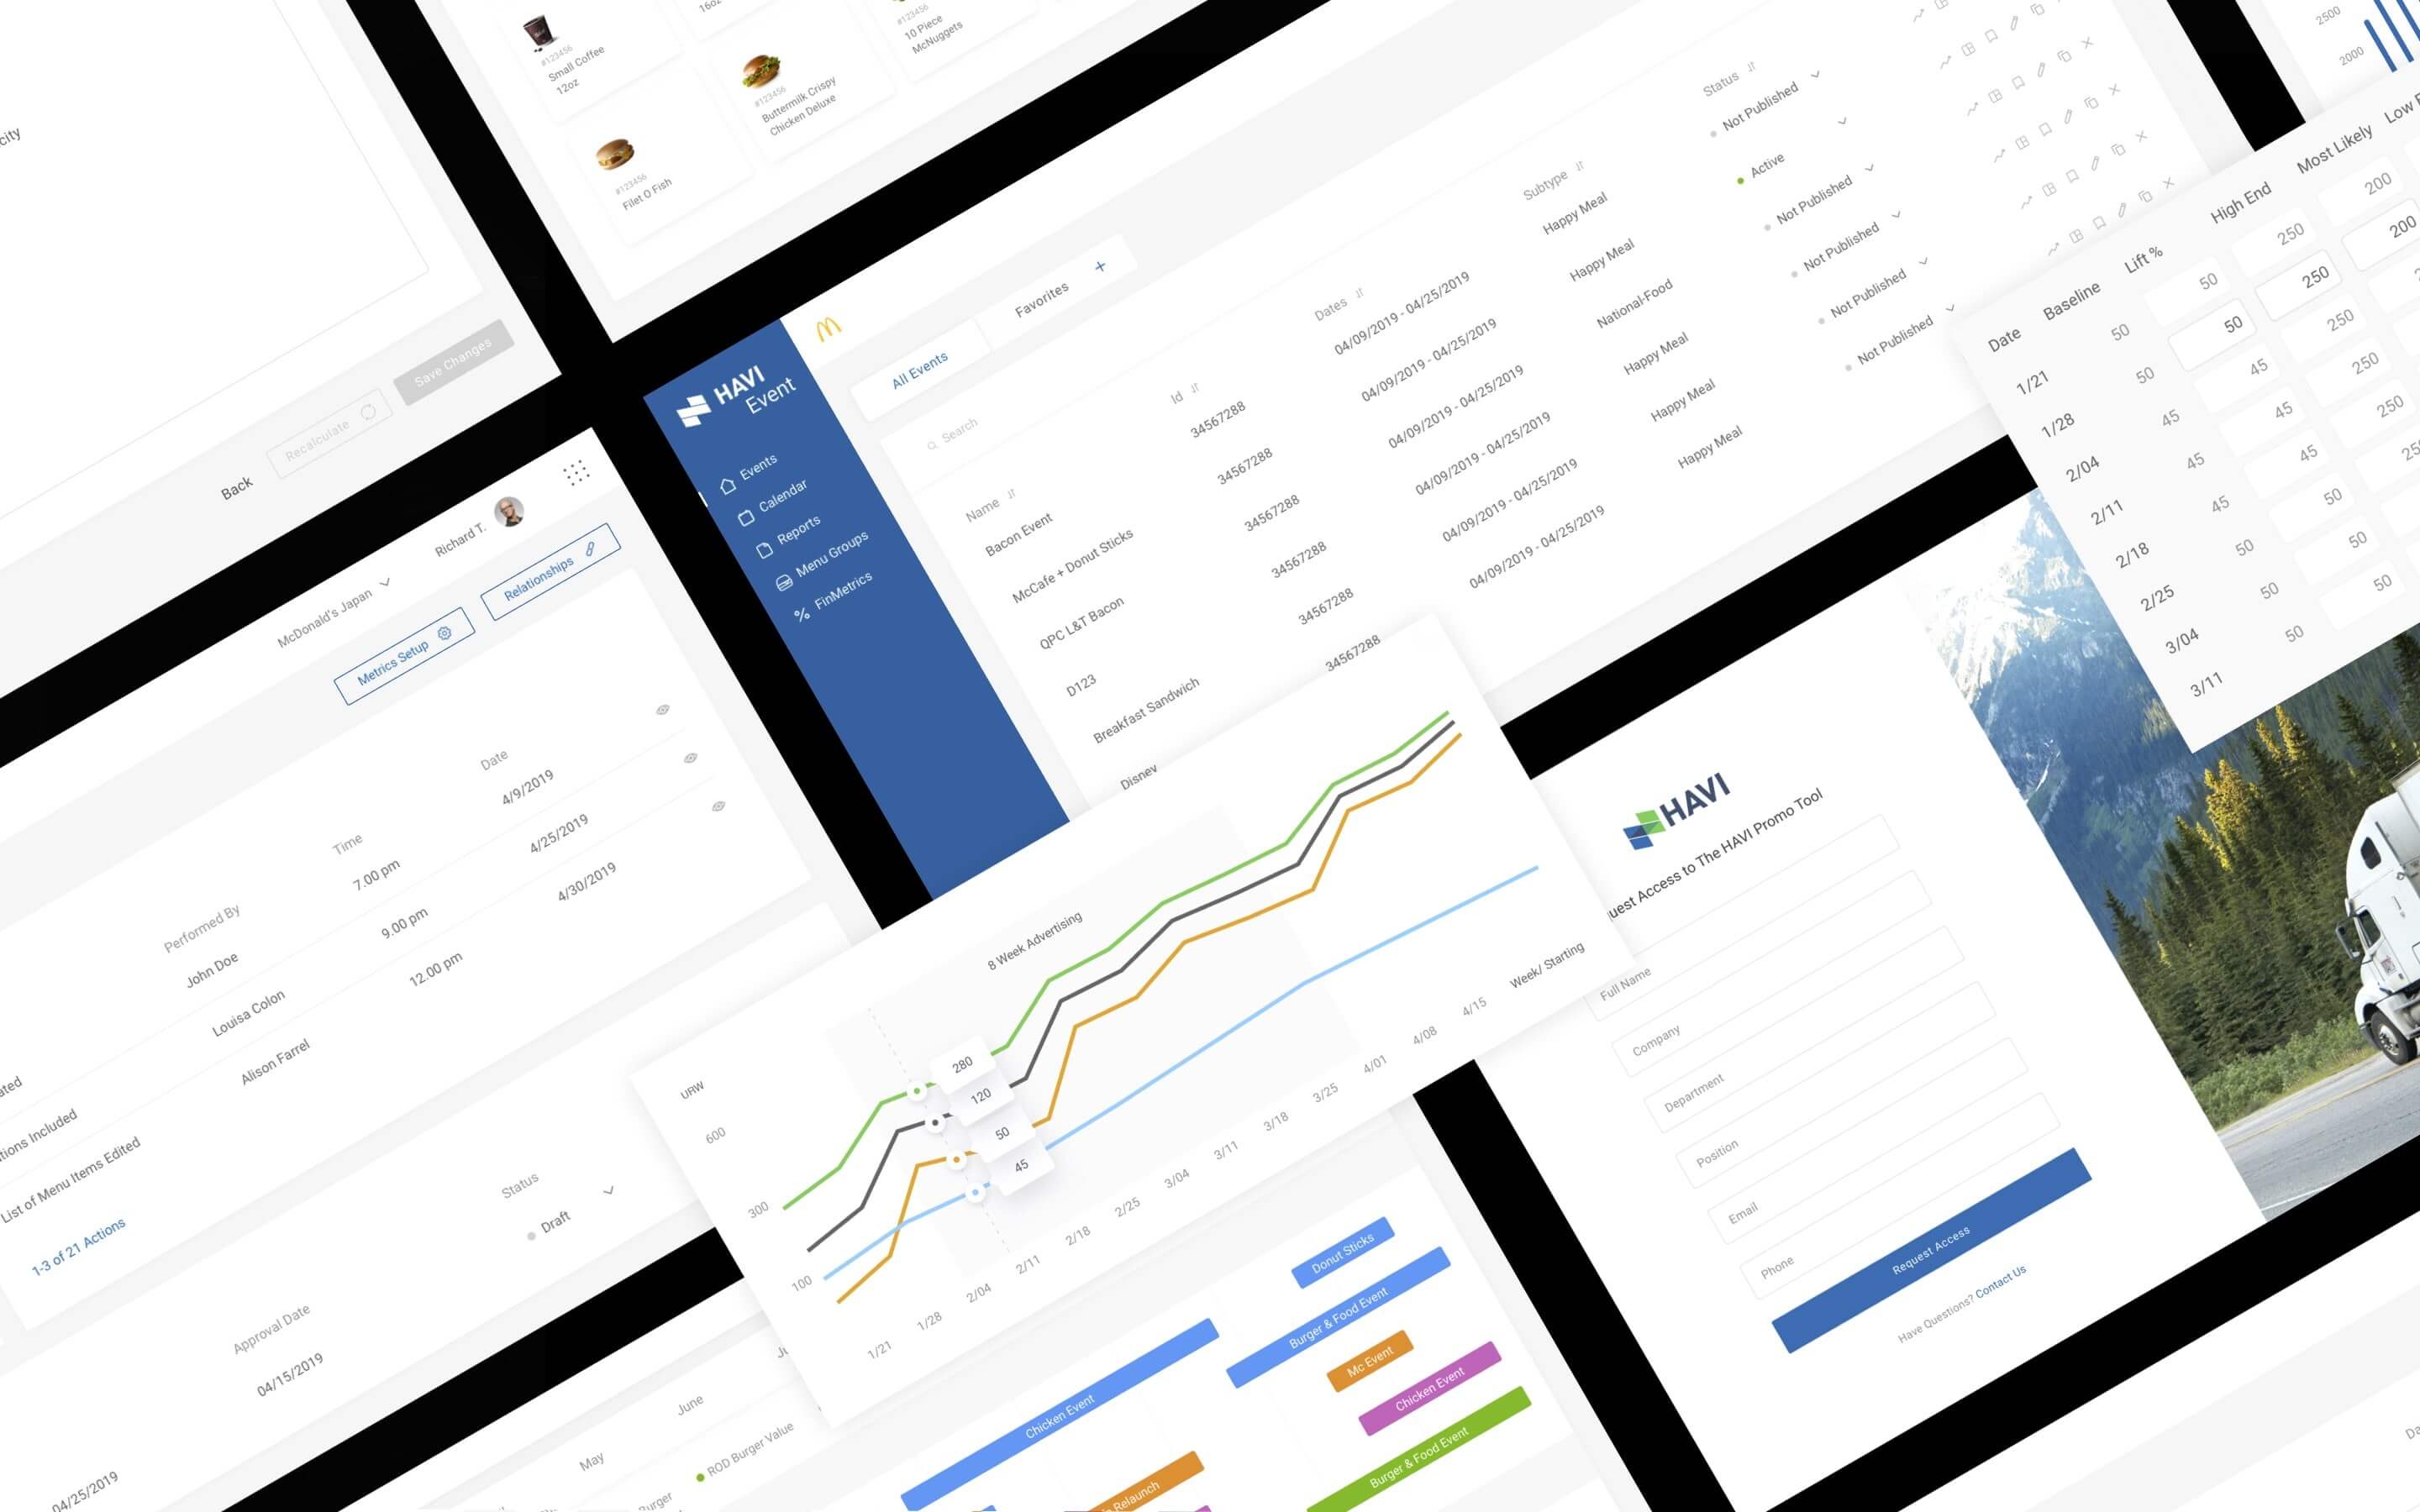 city
Back
Recalculate
Save Changes
#123456
Small Coffee
12oz
16oz
#123456
10 Piece
McNuggets
#123456
Buttermilk Crispy
Chicken Deluxe
#123456
Filet O Fish
HAVI
Event
Events
Calendar
Reports
Menu Groups
FinMetrics
All Events
Favorites
Search
Name
Id
Dates
Subtype
Status
Bacon Event
34567288
04/09/2019 - 04/25/2019
Happy Meal
Not Published
McCafe + Donut Sticks
34567288
04/09/2019 - 04/25/2019
Happy Meal
Active
QPC L&T Bacon
34567288
04/09/2019 - 04/25/2019
National-Food
Not Published
D123
34567288
04/09/2019 - 04/25/2019
Happy Meal
Not Published
Breakfast Sandwich
34567288
04/09/2019 - 04/25/2019
Happy Meal
Not Published
Disney
34567288
04/09/2019 - 04/25/2019
Happy Meal
Not Published
2500
2000
Date
Baseline
Lift %
High End
Most Likely
Low
1/21
50
50
250
200
1/28
50
50
250
200
2/04
45
45
250
2/11
45
45
250
2/18
45
45
250
2/25
50
50
3/04
50
50
3/11
50
50
McDonald's Japan
Richard T.
Metrics Setup
Relationships
Performed By
Time
Date
John Doe
7.00 pm
4/9/2019
Louisa Colon
9.00 pm
4/25/2019
Alison Farrel
12.00 pm
4/30/2019
ated
tions Included
List of Menu Items Edited
1-3 of 21 Actions
Status
Draft
Approval Date
04/15/2019
04/25/2019
URW
8 Week Advertising
600
300
100
280
120
50
45
1/21
1/28
2/04
2/11
2/18
2/25
3/04
3/11
3/18
3/25
4/01
4/08
4/15
Week/ Starting
May
June
ROD Burger Value
Burger
Chicken Event
Relaunch
Donut Sticks
Burger & Food Event
Mc Event
Chicken Event
Burger & Food Event
HAVI
uest Access to The HAVI Promo Tool
Full Name
Company
Department
Position
Email
Phone
Request Access
Have Questions? Contact Us